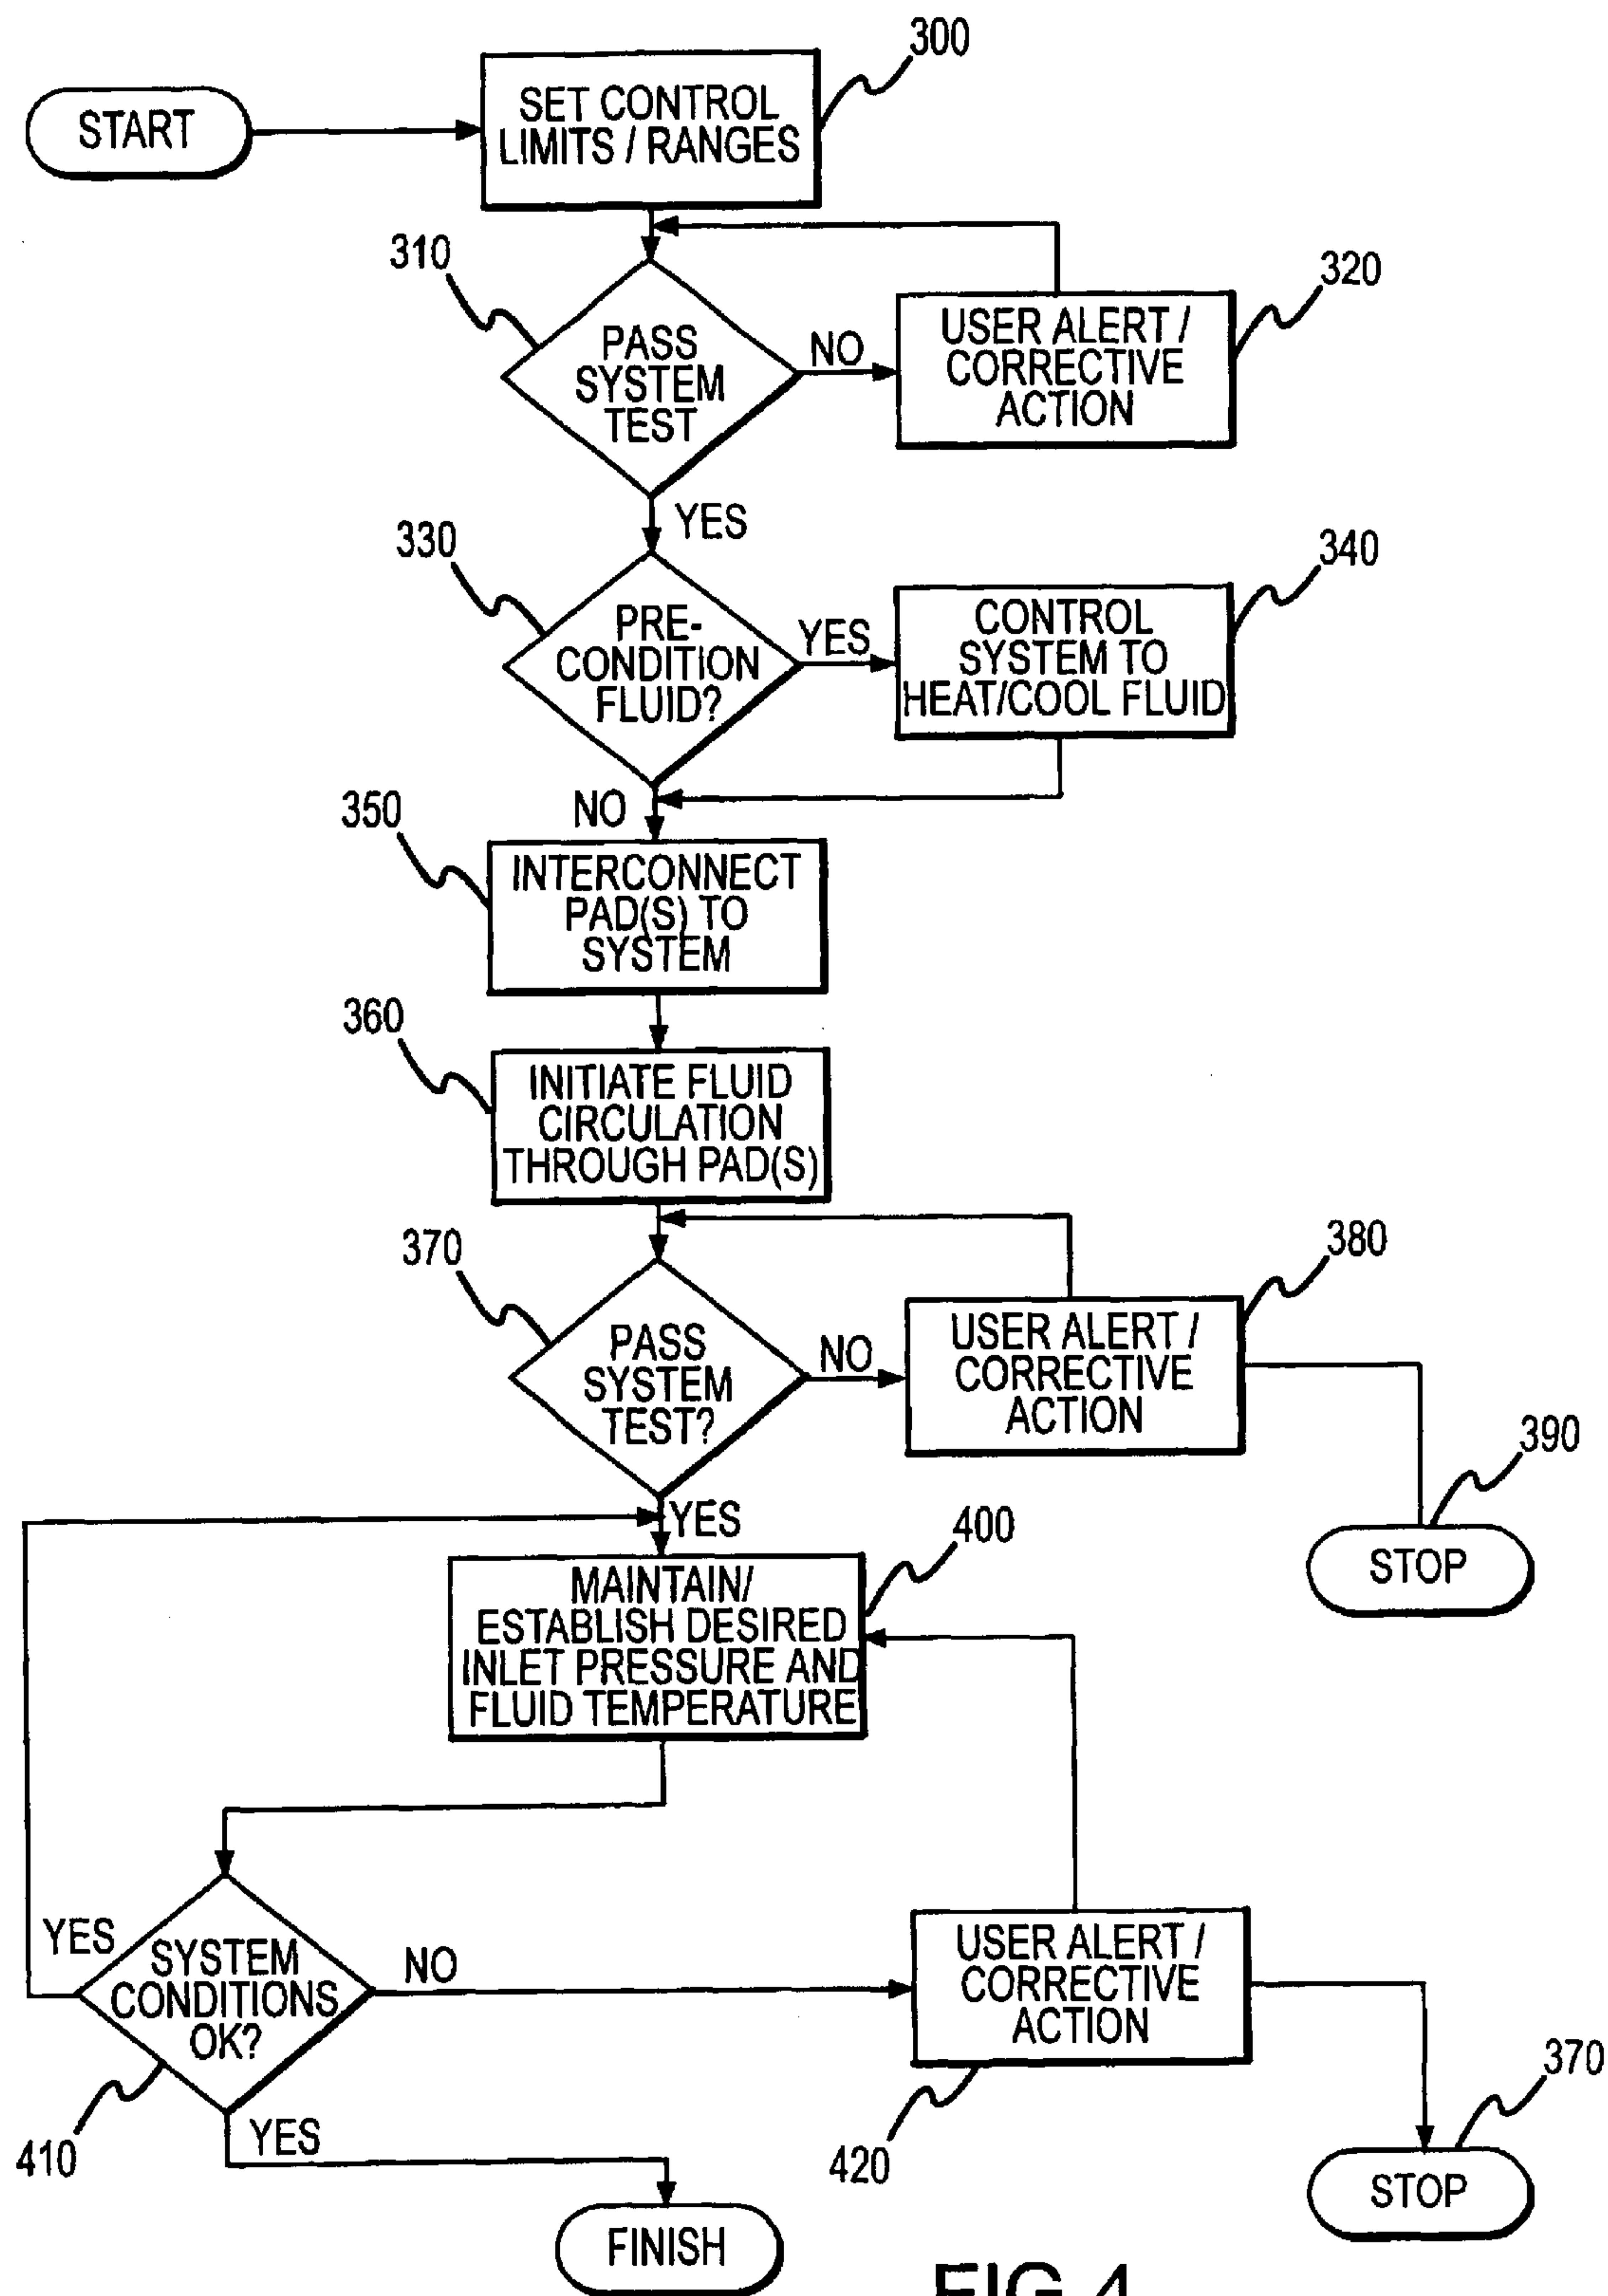 300
START
SET CONTROL
LIMITS / RANGES
310
320
PASS
SYSTEM
TEST
NO
USER ALERT /
CORRECTIVE
ACTION
YES
330
340
PRE-
CONDITION
FLUID?
YES
CONTROL
SYSTEM TO
HEAT/COOL FLUID
NO
350
INTERCONNECT
PAD(S) TO
SYSTEM
360
INITIATE FLUID
CIRCULATION
THROUGH PAD(S)
370
380
PASS
SYSTEM
TEST?
NO
USER ALERT /
CORRECTIVE
ACTION
390
STOP
YES
400
MAINTAIN/
ESTABLISH DESIRED
INLET PRESSURE AND
FLUID TEMPERATURE
YES
SYSTEM
CONDITIONS
OK?
NO
USER ALERT /
CORRECTIVE
ACTION
410
YES
420
370
STOP
FINISH
FIG.4